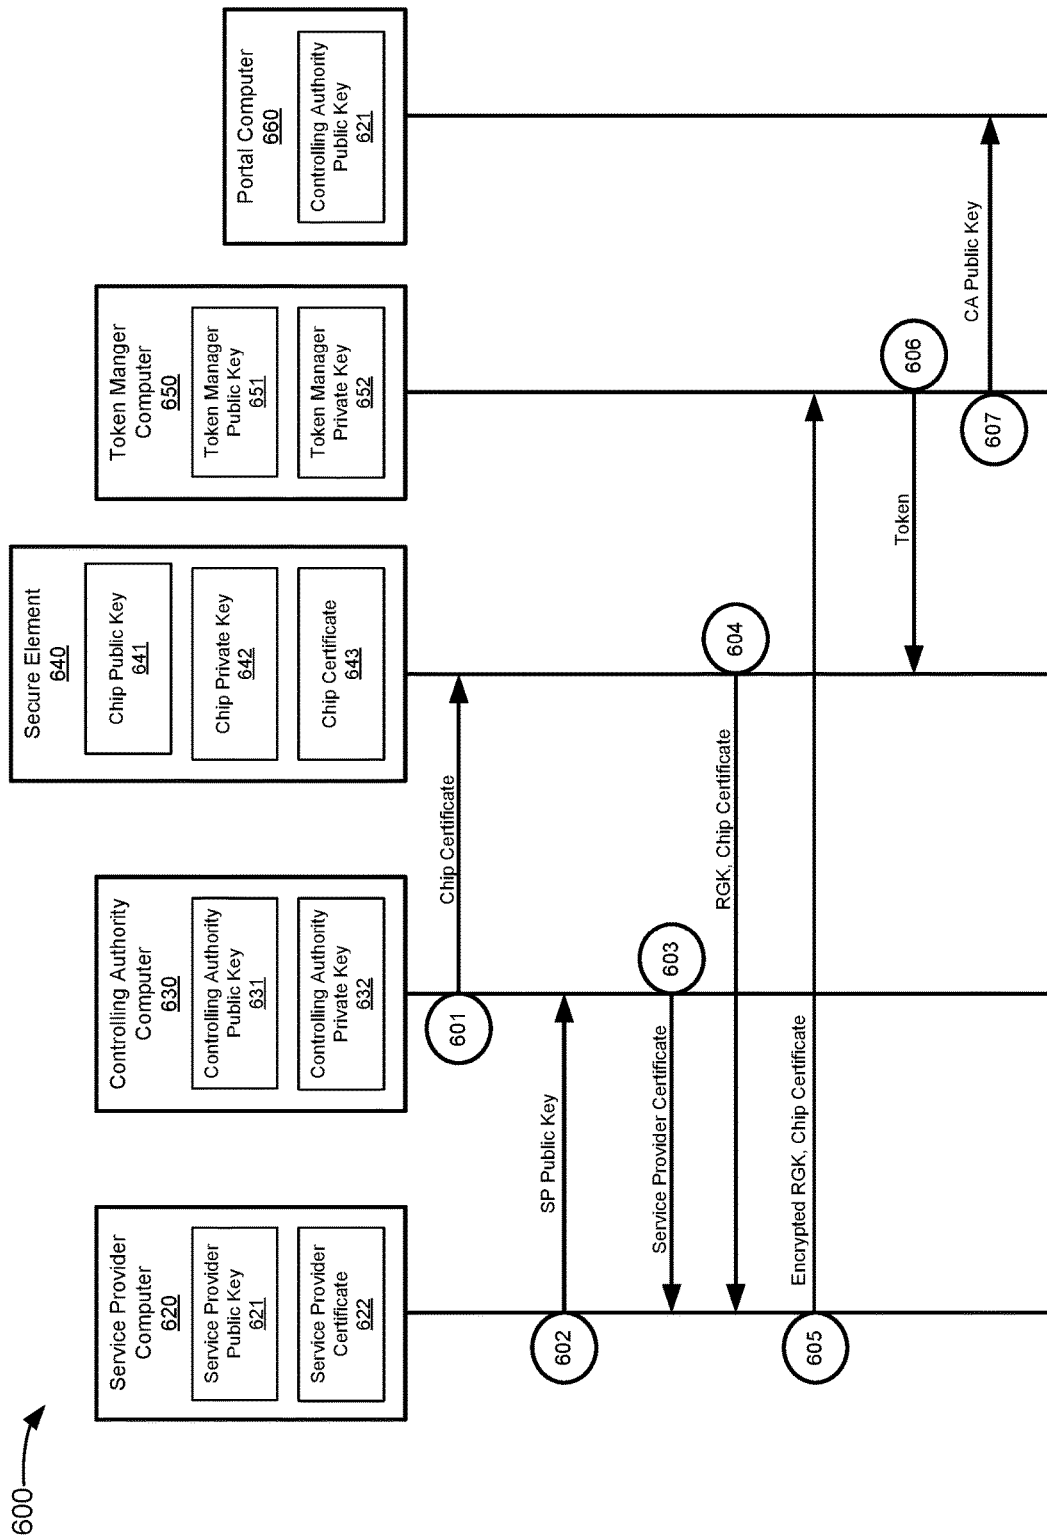 600
Service Provider
Computer
620
Service Provider
Public Key
621
Service Provider
Certificate
622
Controlling Authority
Computer
630
Controlling Authority
Public Key
631
Controlling Authority
Private Key
632
Secure Element
640
Chip Public Key
641
Chip Private Key
642
Chip Certificate
643
Token Manger
Computer
650
Token Manager
Public Key
651
Token Manager
Private Key
652
Portal Computer
660
Controlling Authority
Public Key
621
601
Chip Certificate
602
SP Public Key
603
Service Provider Certificate
604
RGK, Chip Certificate
605
Encrypted RGK, Chip Certificate
606
Token
607
CA Public Key